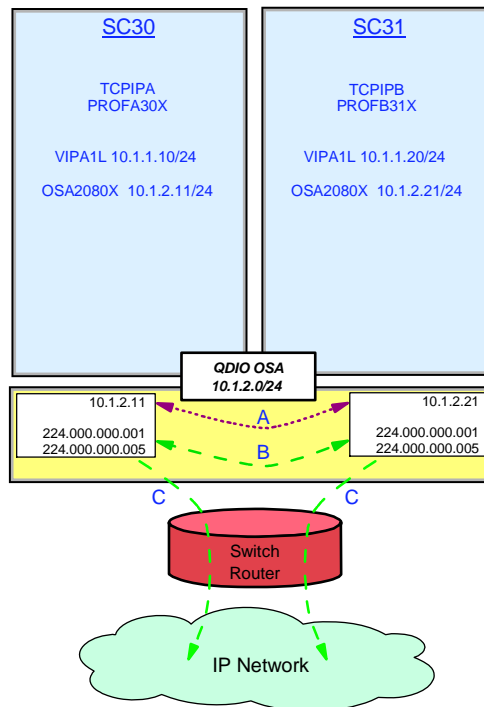 SC30
TCPIPA
PROFA30X
VIPA1L 10.1.1.10/24
OSA2080X 10.1.2.11/24
SC31
TCPIPB
PROFB31X
VIPA1L 10.1.1.20/24
OSA2080X 10.1.2.21/24
QDIO OSA
10.1.2.0/24
10.1.2.11
224.000.000.001
224.000.000.005
A
B
10.1.2.21
224.000.000.001
224.000.000.005
C
C
Switch
Router
IP Network